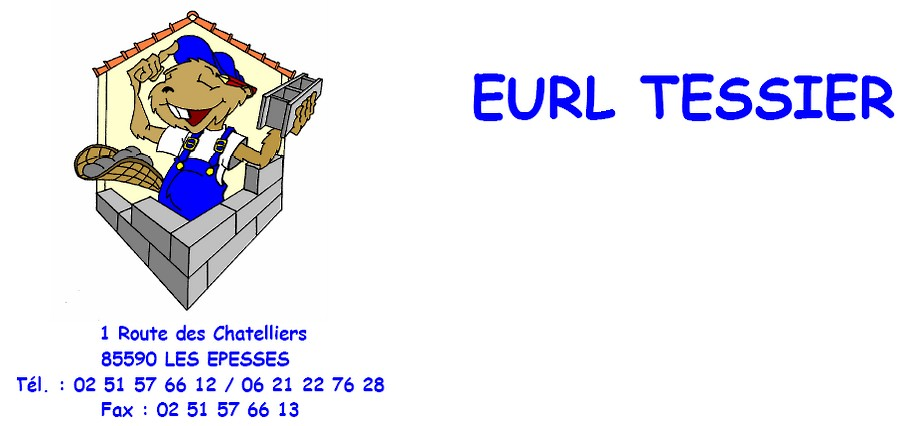 EURL TESSIER
1 Route des Chatelliers
85590 LES EPESSES
Tél. : 02 51 57 66 12 / 06 21 22 76 28
Fax : 02 51 57 66 13